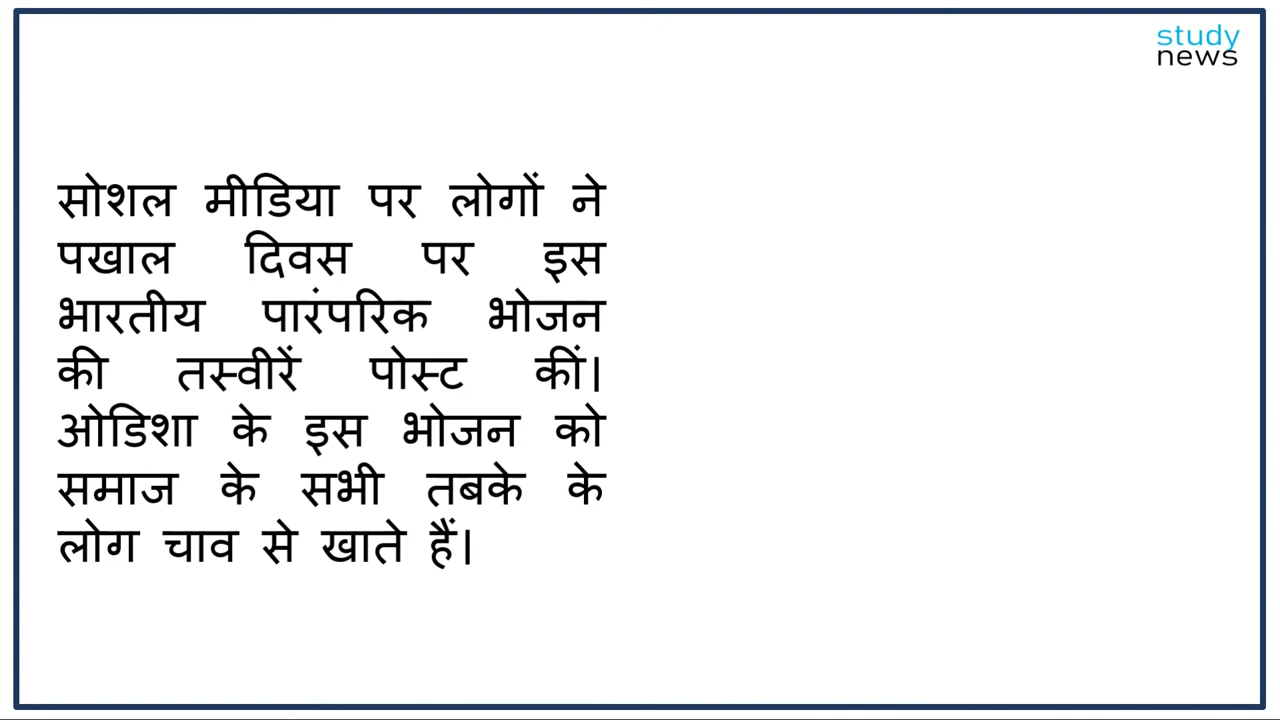 study
news
सोशल मीडिया पर लोगों ने
पखाल दिवस पर इस
भारतीय पारंपरिक भोजन
की तस्वीरें पोस्ट कीं।
ओडिशा के इस भोजन को
समाज के सभी तबके के
लोग चाव से खाते हैं।